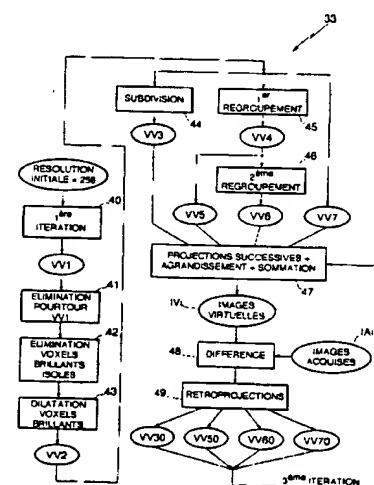 33
SUBDIVISION
44
1er
REGROUPEMENT
45
VV3
VV4
46
2ème
REGROUPEMENT
RESOLUTION
INITIALE = 256
40
1ère
ITERATION
VV5
VV6
VV7
VV1
PROJECTIONS SUCCESSIVES +
AGRANDISSEMENT + SOMMATION
47
41
ELIMINATION
POURTOUR
VV1
IVi
IMAGES
VIRTUELLES
IAi
42
ELIMINATION
VOXELS
BRILLANTS
ISOLES
48
DIFFERENCE
IMAGES
ACQUISES
43
DILATATION
VOXELS
BRILLANTS
49
RETROPROJECTIONS
VV2
VV30
VV50
VV60
VV70
3ème ITERATION